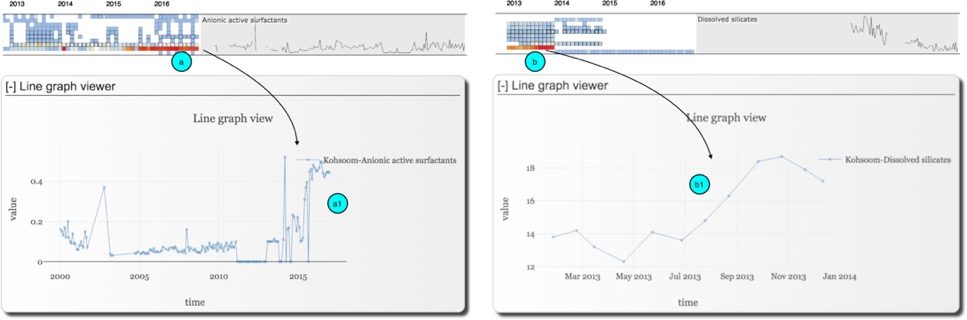 2013 2014 2015 2016
Anionic active surfactants
a
[-] Line graph viewer
Line graph view
Kohsoom-Anionic active surfactants
a1
value
0.4
0.2
0
2000 2005 2010 2015
time
2013 2014 2015 2016
Dissolved silicates
b
[-] Line graph viewer
Line graph view
Kohsoom-Dissolved silicates
b1
value
18
16
14
12
Mar 2013 May 2013 Jul 2013 Sep 2013 Nov 2013 Jan 2014
time